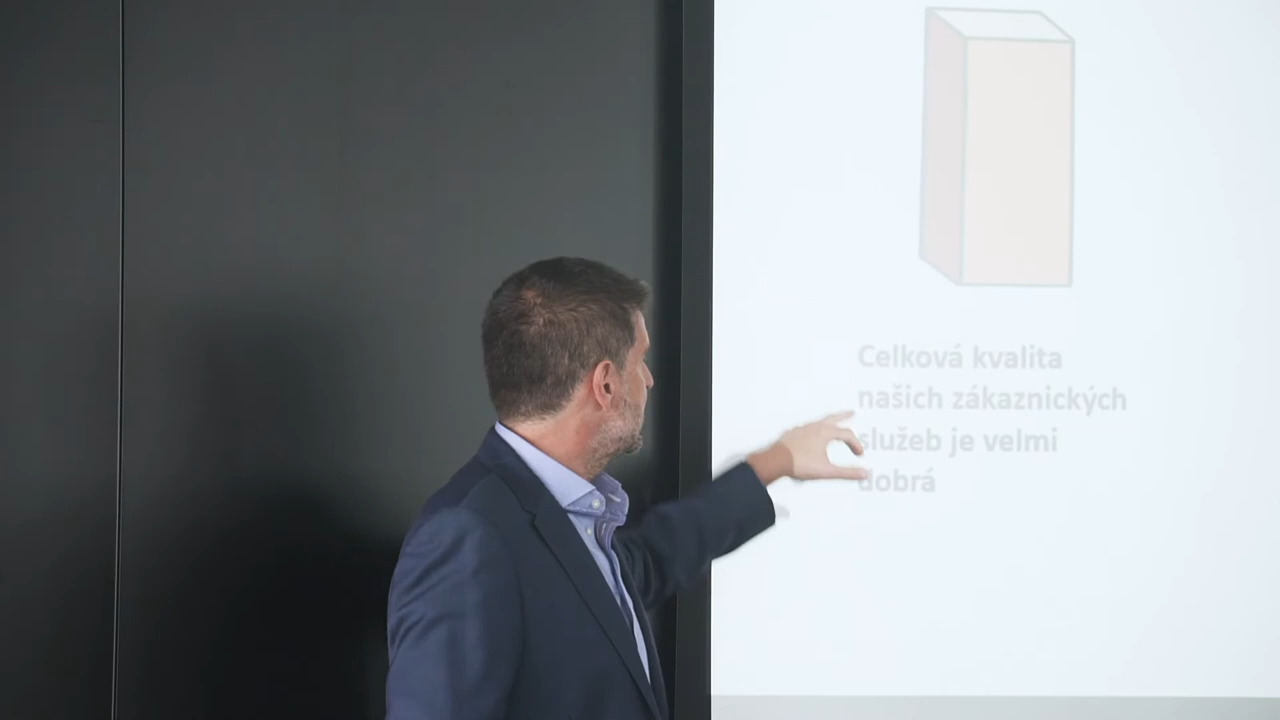 Celková kvalita
našich zákaznických
služeb je velmi
dobrá